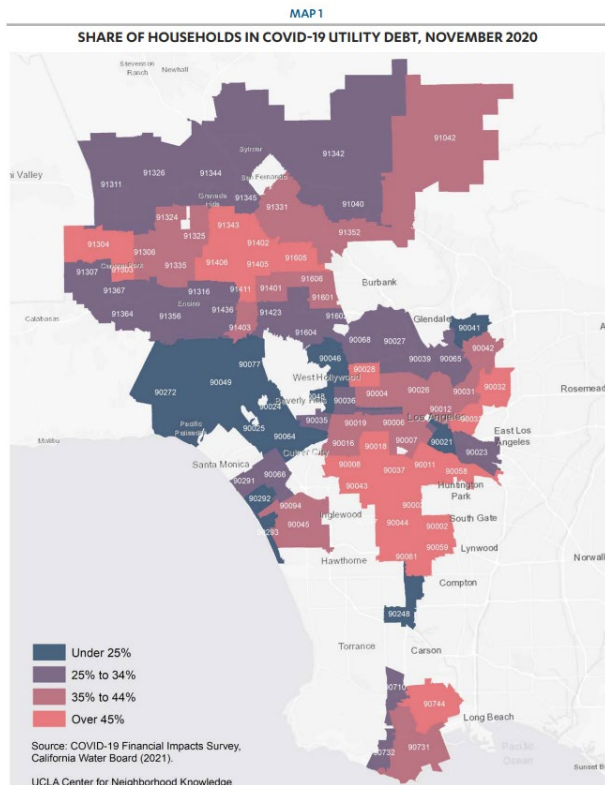 MAP 1
SHARE OF HOUSEHOLDS IN COVID-19 UTILITY DEBT, NOVEMBER 2020
Stevenson
Ranch
Newhall
91342
91042
Sylmar
91326
91344
San Fernando
mi Valley
91311
Granada
Hills
91345
91040
91324
91331
91343
91325
91352
91304
91306
91402
91335
91406
91405
91605
91303
91307
91606
Burbank
91367
91316
91411
91401
91601
Encino
91436
91423
91602
Calabasas
91364
91356
91403
Glendale
90041
91604
90068
90027
90046
90039
90065
90042
90077
West Hollywood
90028
90049
90004
90026
90031
90032
Rosemead
90272
Beverly Hills
90036
90024
90012
Los Angeles
90035
90019
90006
East Los
Angeles
Pacific
Palisades
90025
90064
90021
90016
90018
90007
90023
Malibu
Culver City
Santa Monica
90066
90008
90037
90011
90058
90291
Huntington
Park
90043
90292
90094
Inglewood
South Gate
90045
90044
90002
90293
90059
Lynwood
Hawthorne
90061
Norwalk
Compton
90248
Torrance
Carson
90710
90744
Long Beach
90732
90731
Pacific
Ocean
Sunset B
Under 25%
25% to 34%
35% to 44%
Over 45%
Source: COVID-19 Financial Impacts Survey,
California Water Board (2021).
UCLA Center for Neighborhood Knowledge